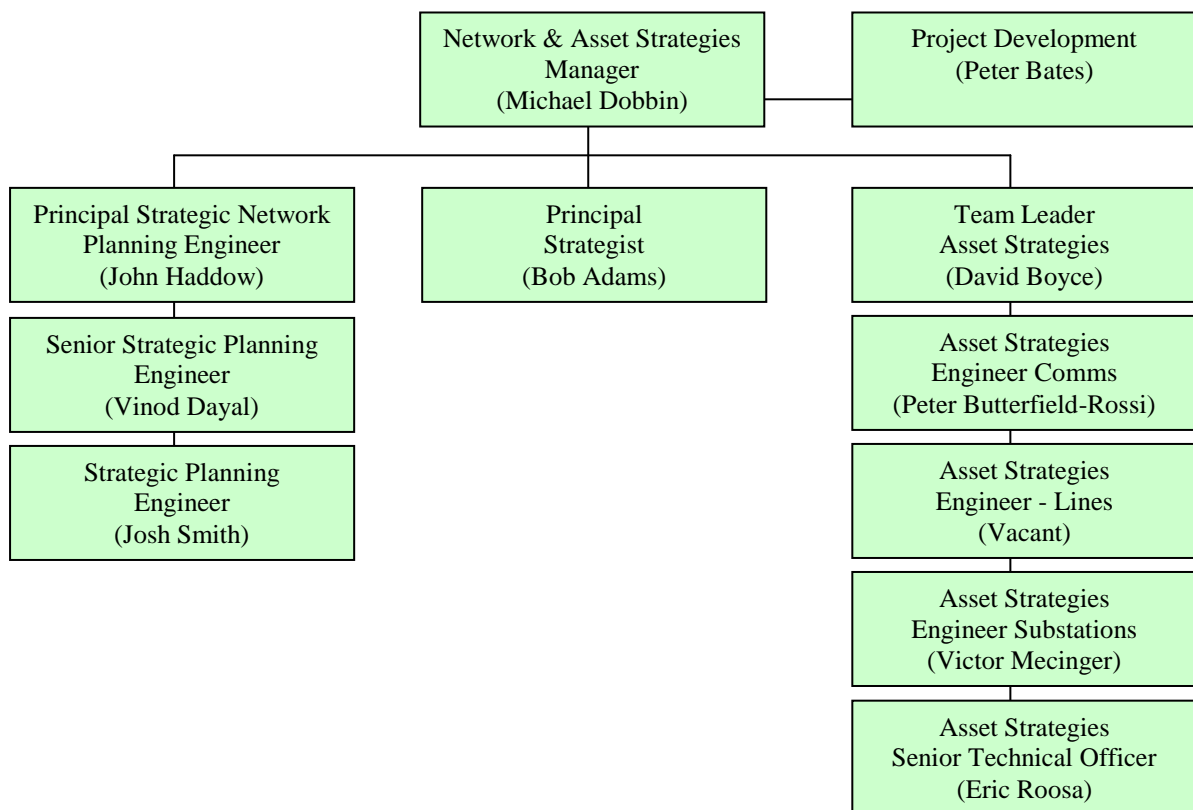 Network & Asset Strategies
Manager
(Michael Dobbin)
Project Development
(Peter Bates)
Principal Strategic Network
Planning Engineer
(John Haddow)
Principal
Strategist
(Bob Adams)
Team Leader
Asset Strategies
(David Boyce)
Senior Strategic Planning
Engineer
(Vinod Dayal)
Asset Strategies
Engineer Comms
(Peter Butterfield-Rossi)
Strategic Planning
Engineer
(Josh Smith)
Asset Strategies
Engineer - Lines
(Vacant)
Asset Strategies
Engineer Substations
(Victor Mecinger)
Asset Strategies
Senior Technical Officer
(Eric Roosa)